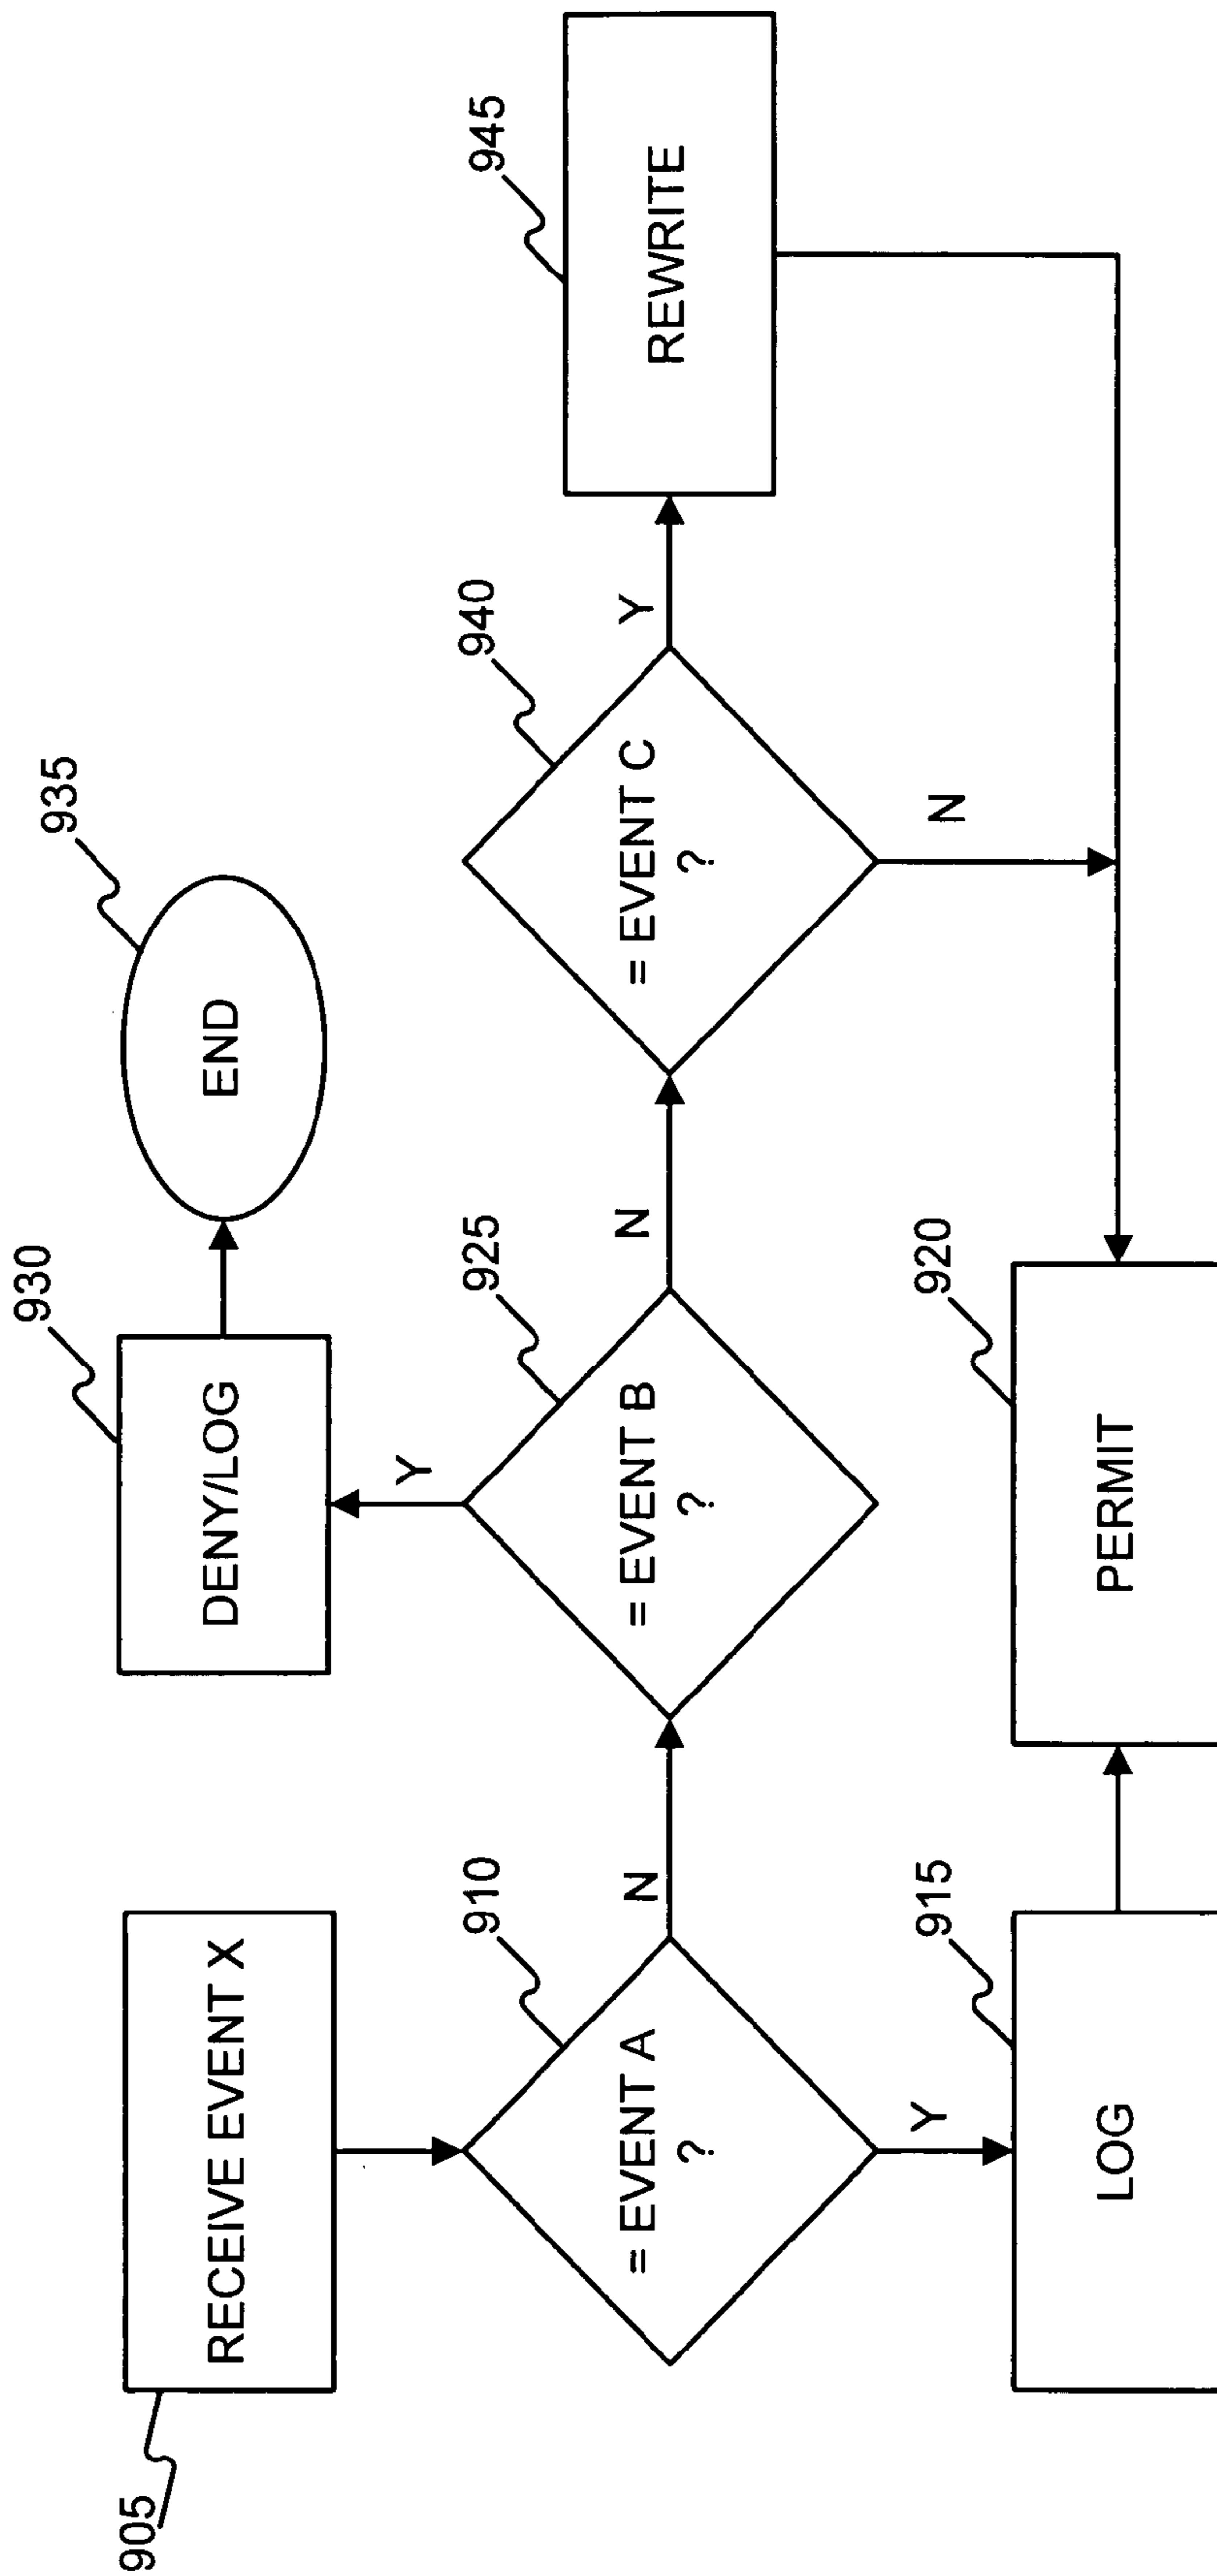 905
RECEIVE EVENT X
930
DENY/LOG
935
END
910
= EVENT A
?
N
925
= EVENT B
?
Y
N
940
= EVENT C
?
Y
945
REWRITE
Y
915
LOG
920
PERMIT
N